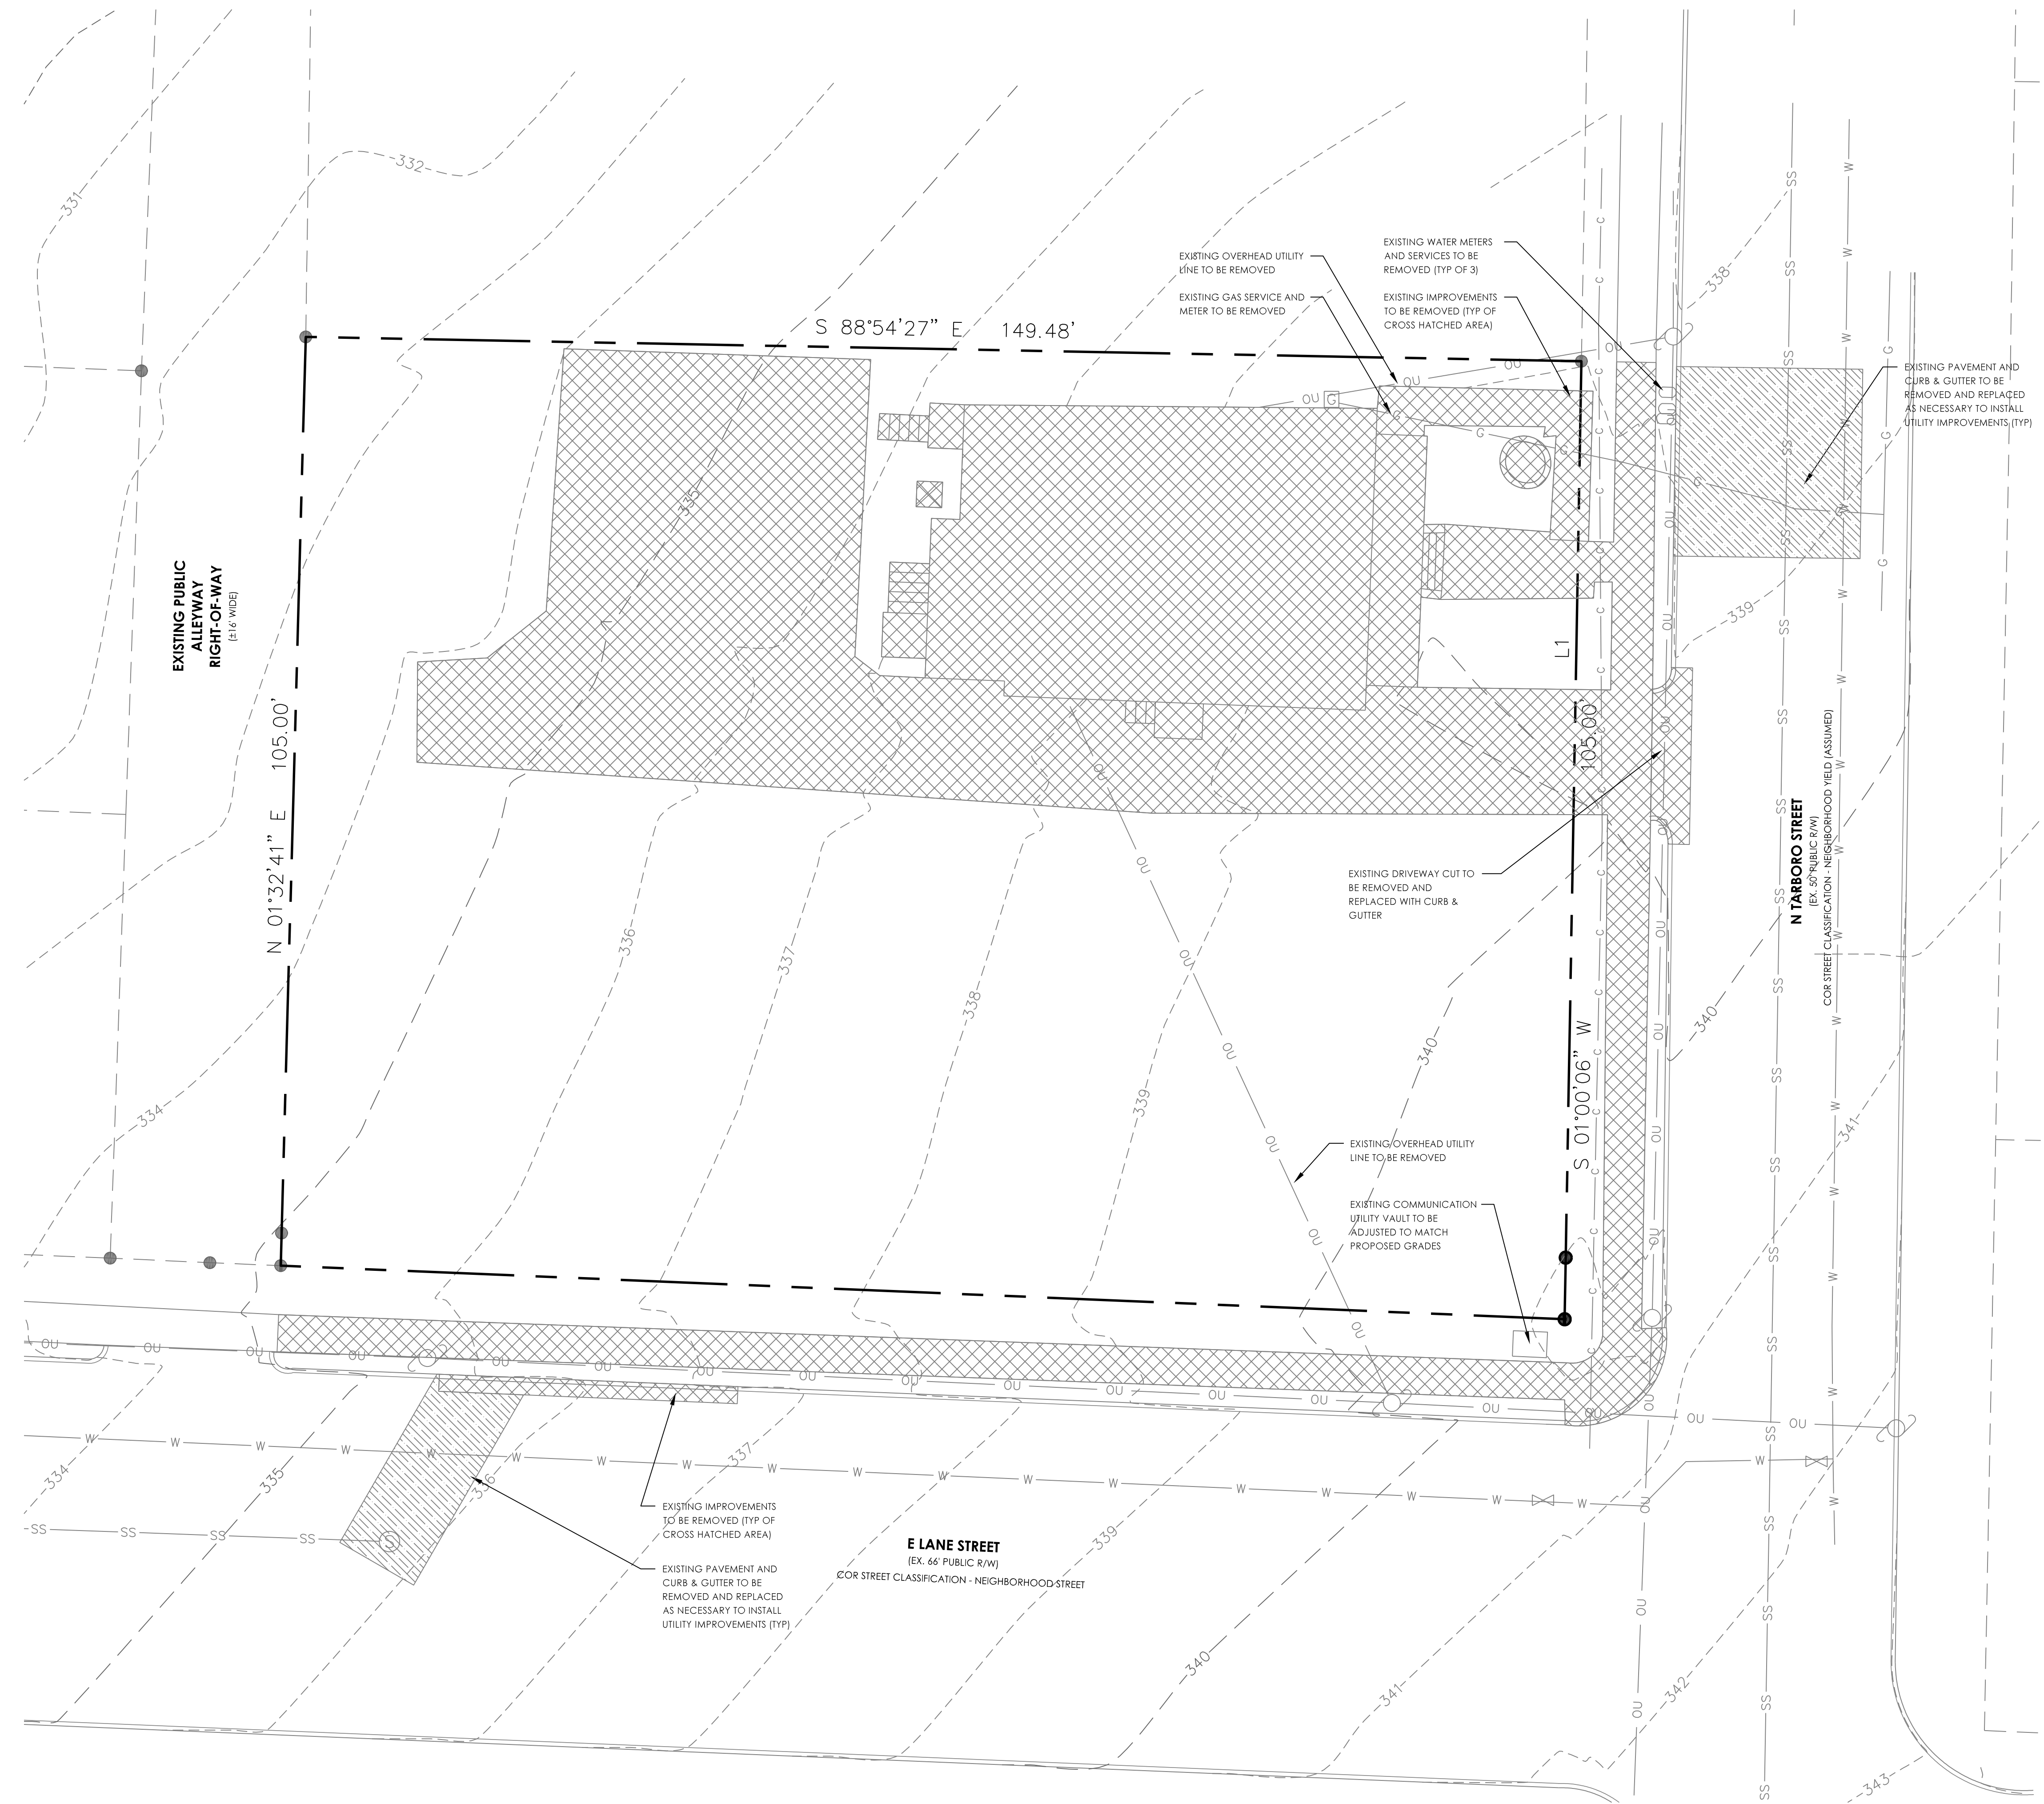 332
331
EXISTING WATER METERS
AND SERVICES TO BE
REMOVED (TYP OF 3)
EXISTING OVERHEAD UTILITY
LINE TO BE REMOVED
EXISTING GAS SERVICE AND
METER TO BE REMOVED
EXISTING IMPROVEMENTS
TO BE REMOVED (TYP OF
CROSS HATCHED AREA)
338
S 88°54'27" E 149.48'
EXISTING PAVEMENT AND
CURB & GUTTER TO BE
REMOVED AND REPLACED
AS NECESSARY TO INSTALL
UTILITY IMPROVEMENTS (TYP)
335
EXISTING PUBLIC
ALLEYWAY
RIGHT-OF-WAY
(±16' WIDE)
339
L1
105.00'
N 01°32'41" E 105.00'
N TARBORO STREET
(EX. 50' PUBLIC R/W)
COR STREET CLASSIFICATION - NEIGHBORHOOD YIELD (ASSUMED)
EXISTING DRIVEWAY CUT TO
BE REMOVED AND
REPLACED WITH CURB &
GUTTER
336
337
338
339
340
340
334
341
S 01°00'06" W
EXISTING OVERHEAD UTILITY
LINE TO BE REMOVED
EXISTING COMMUNICATION
UTILITY VAULT TO BE
ADJUSTED TO MATCH
PROPOSED GRADES
OU
W
SS
G
C
S
334
335
336
337
339
EXISTING IMPROVEMENTS
TO BE REMOVED (TYP OF
CROSS HATCHED AREA)
EXISTING PAVEMENT AND
CURB & GUTTER TO BE
REMOVED AND REPLACED
AS NECESSARY TO INSTALL
UTILITY IMPROVEMENTS (TYP)
E LANE STREET
(EX. 66' PUBLIC R/W)
COR STREET CLASSIFICATION - NEIGHBORHOOD STREET
340
341
342
343